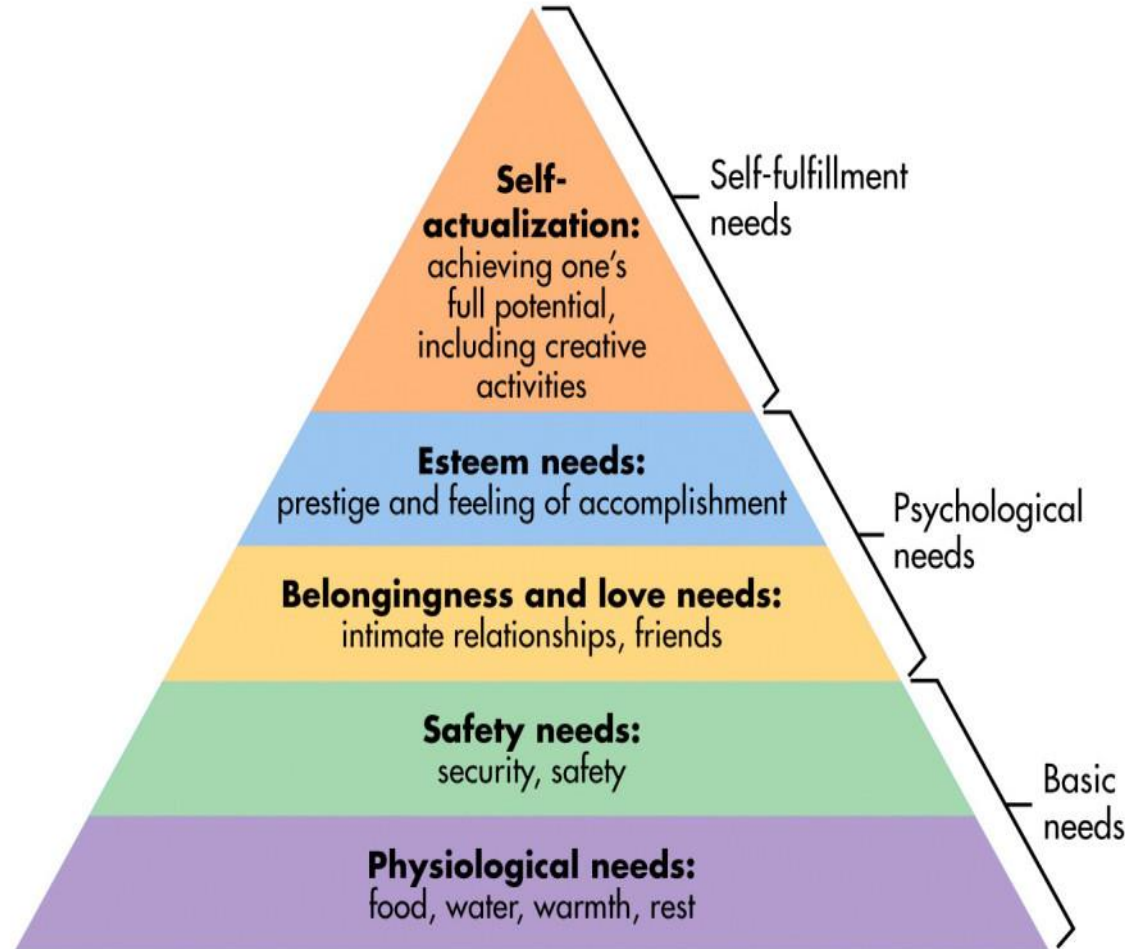 Self-
actualization:
achieving one's
full potential,
including creative
activities
Self-fulfillment
needs
Esteem needs:
prestige and feeling of accomplishment
Psychological
needs
Belongingness and love needs:
intimate relationships, friends
Safety needs:
security, safety
Basic
needs
Physiological needs:
food, water, warmth, rest